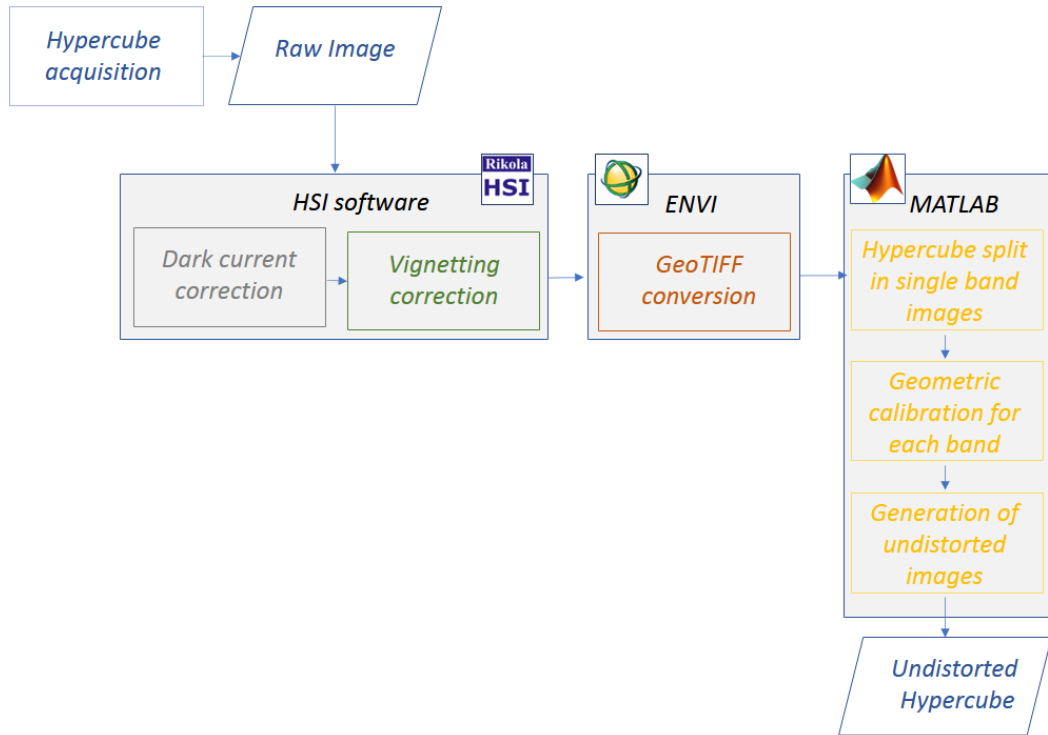 Hypercube
acquisition
Raw Image
Rikola
HSI
HSI software
Dark current
correction
Vignetting
correction
ENVI
GeoTIFF
conversion
MATLAB
Hypercube split
in single band
images
Geometric
calibration for
each band
Generation of
undistorted
images
Undistorted
Hypercube